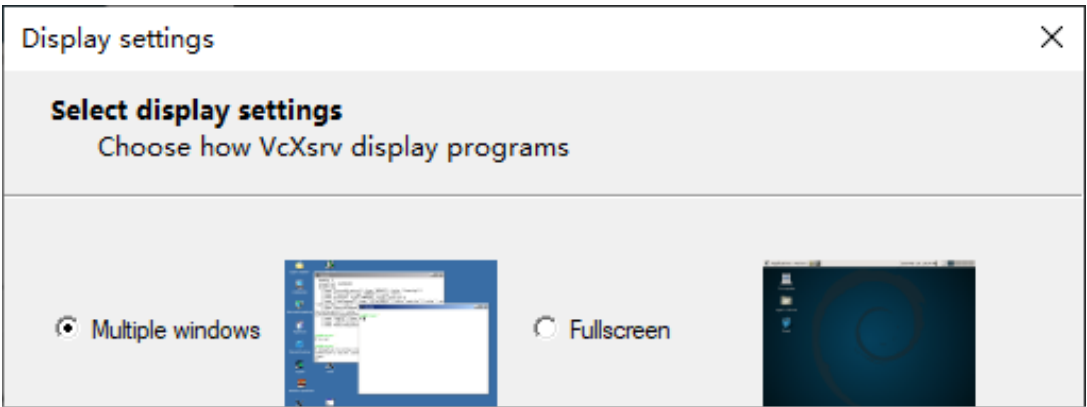 Display settings
Select display settings
Choose how VcXsrv display programs
Multiple windows
Fullscreen